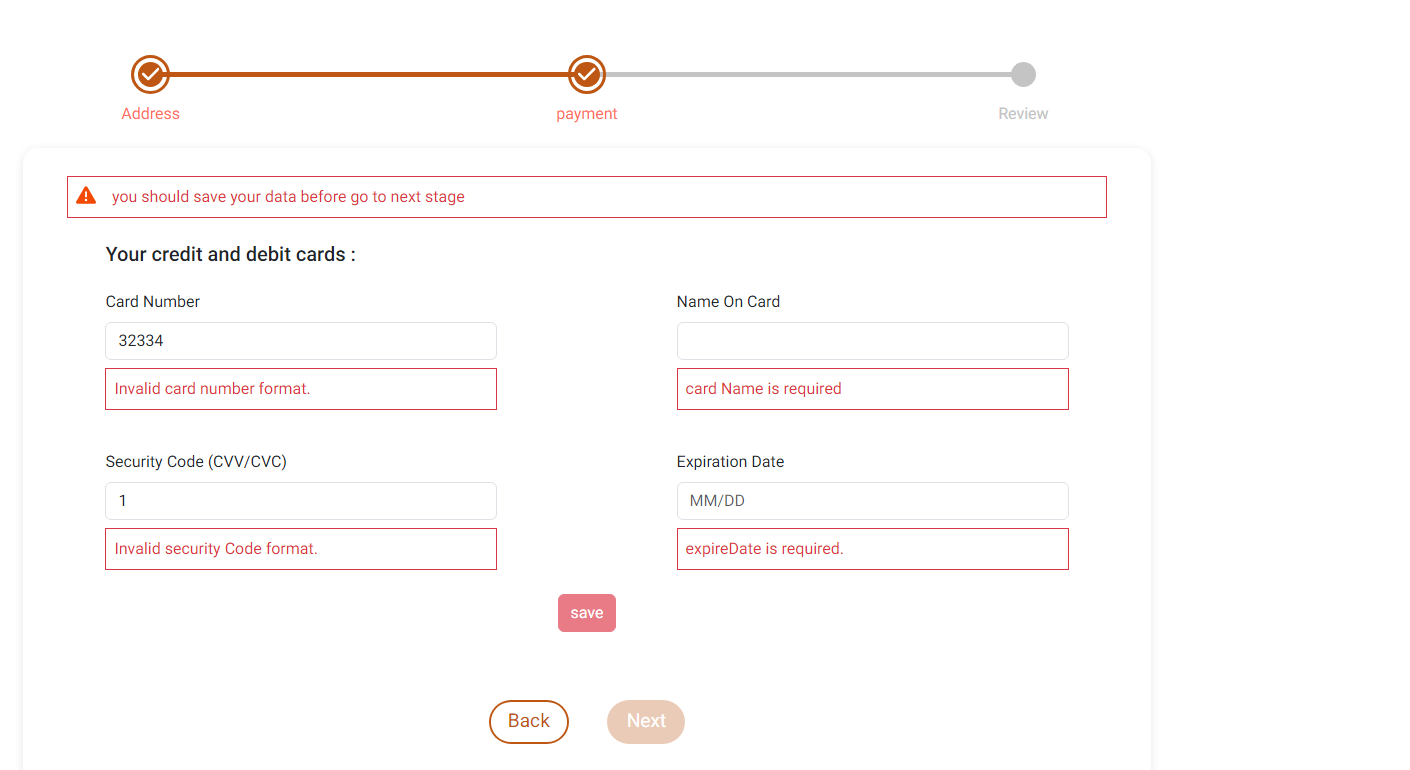 Address payment Review
you should save your data before go to next stage
Your credit and debit cards :
Card Number Name On Card
32334
Invalid card number format. card Name is required
Security Code (CVV/CVC) Expiration Date
1 MM/DD
Invalid security Code format. expireDate is required.
save
Back Next